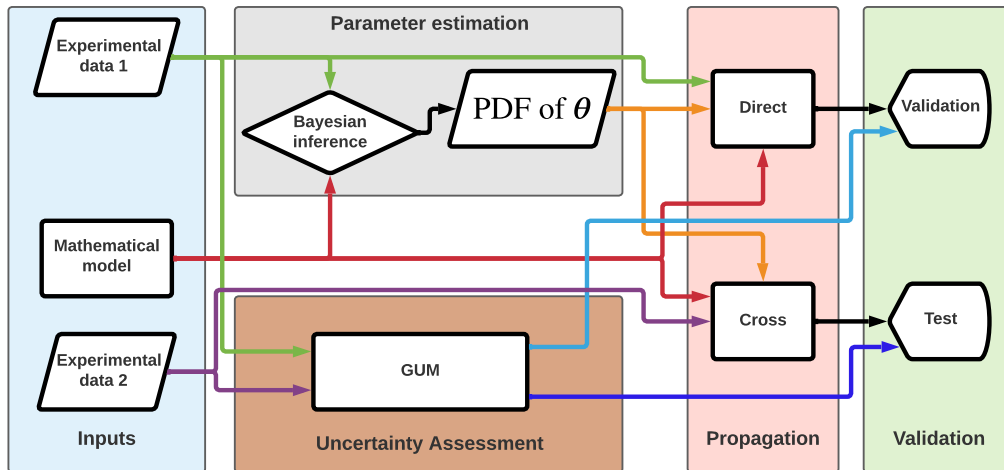 Parameter estimation
Experimental
data 1
Bayesian
inference
PDF of θ
Direct
Validation
Mathematical
model
Experimental
data 2
GUM
Cross
Test
Inputs
Uncertainty Assessment
Propagation
Validation